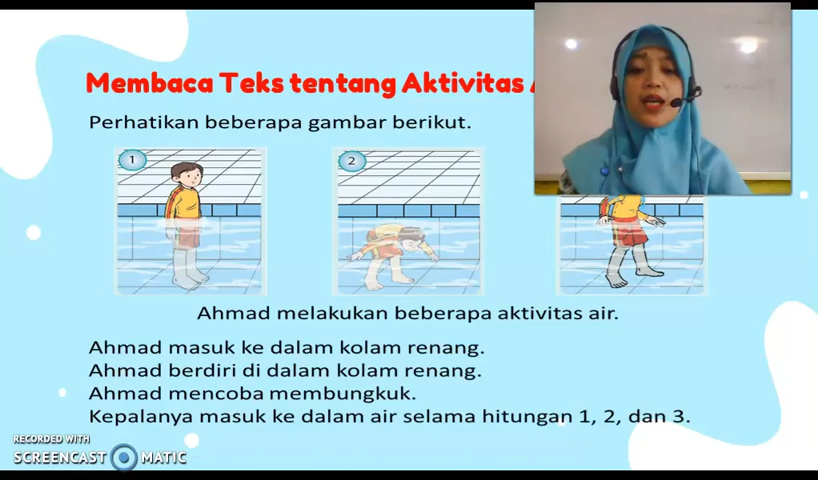 Membaca Teks tentang Aktivitas
Perhatikan beberapa gambar berikut.
1
2
Ahmad melakukan beberapa aktivitas air.
Ahmad masuk ke dalam kolam renang.
Ahmad berdiri di dalam kolam renang.
Ahmad mencoba membungkuk.
Kepalanya masuk ke dalam air selama hitungan 1, 2, dan 3.
RECORDED WITH
SCREENCAST MATIC